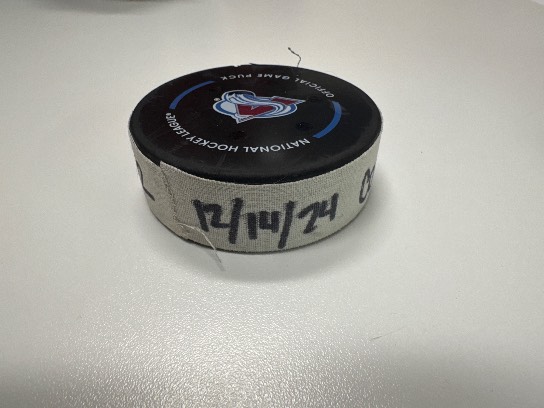 OFFICIAL GAME PUCK
NATIONAL HOCKEY LEAGUE
12/14/24